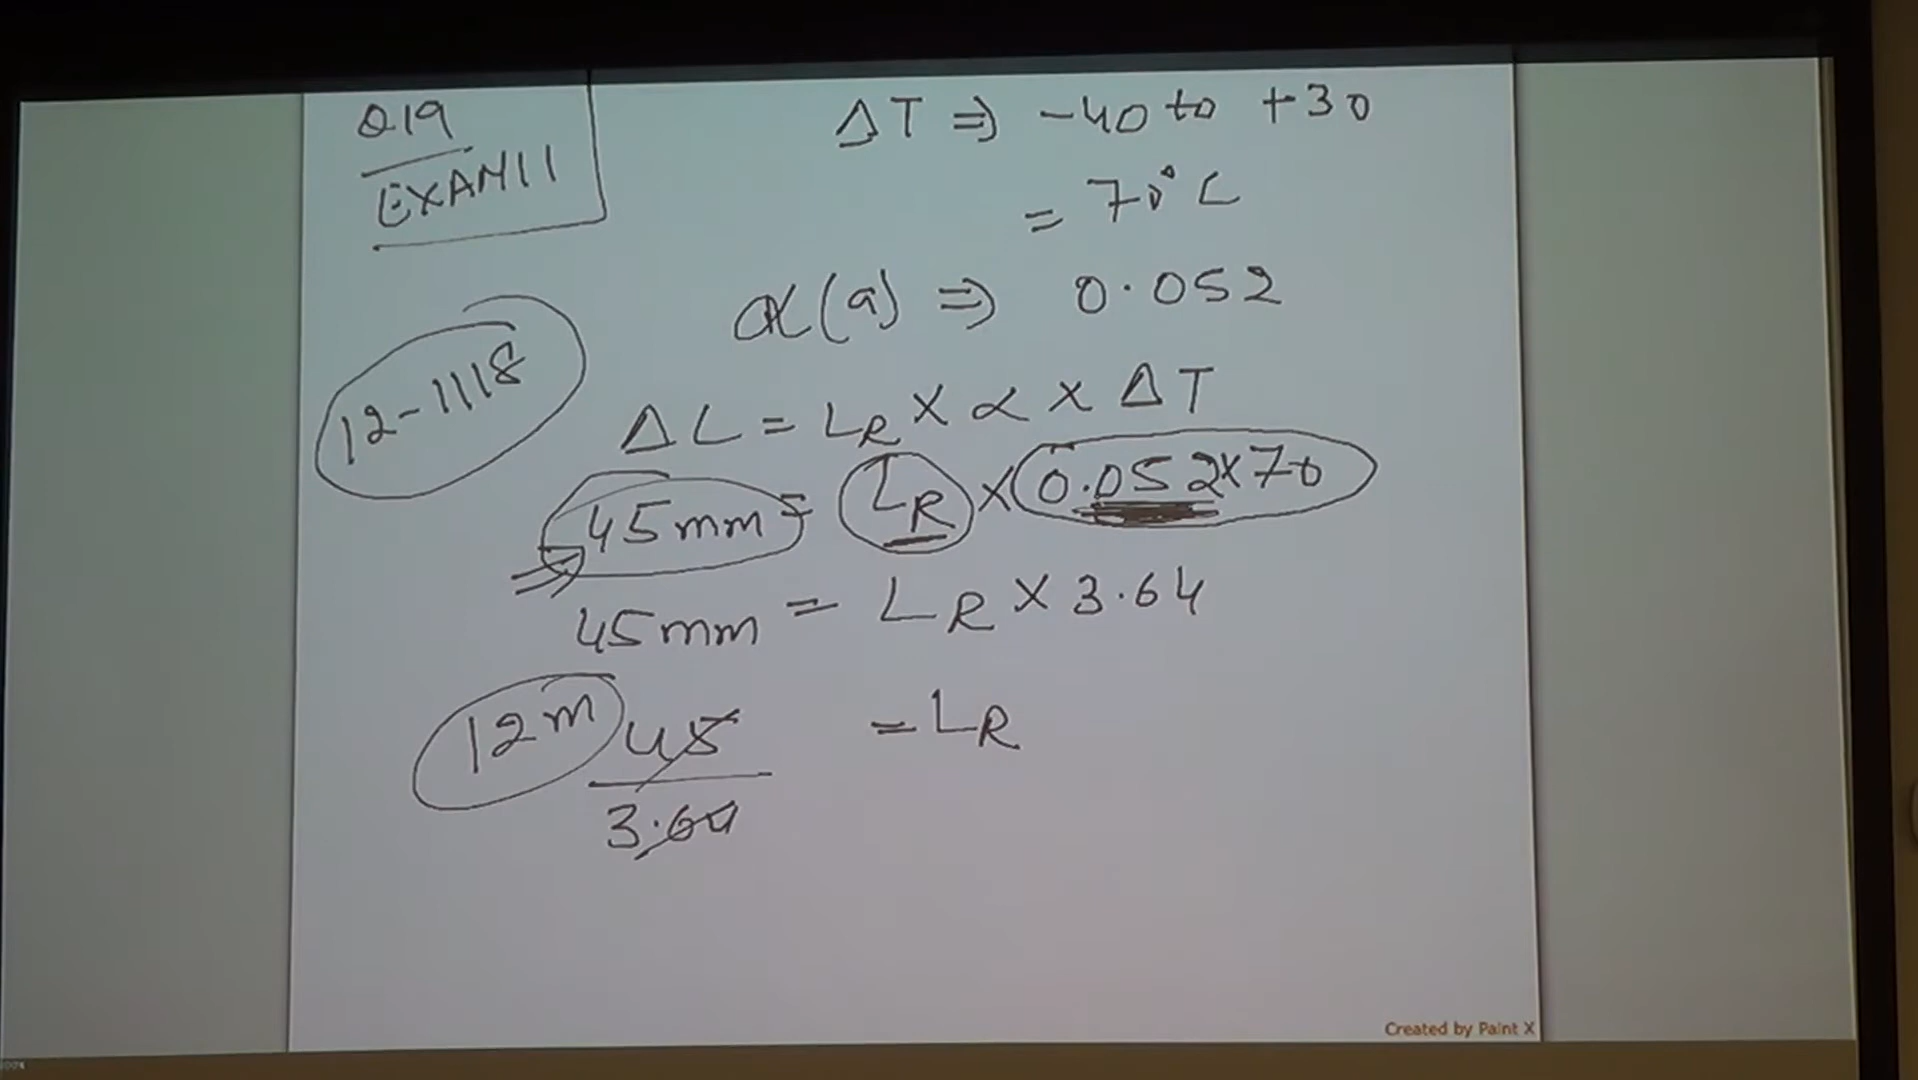 Q19
EXAM11
ΔT ⇒ -40 to +30
= 70°C
α(a) ⇒ 0.052
12-1118
ΔL = LR × α × ΔT
45mm = LR × 0.052×70
45mm = LR × 3.64
12m 45 = LR
3.64
Created by Paint X